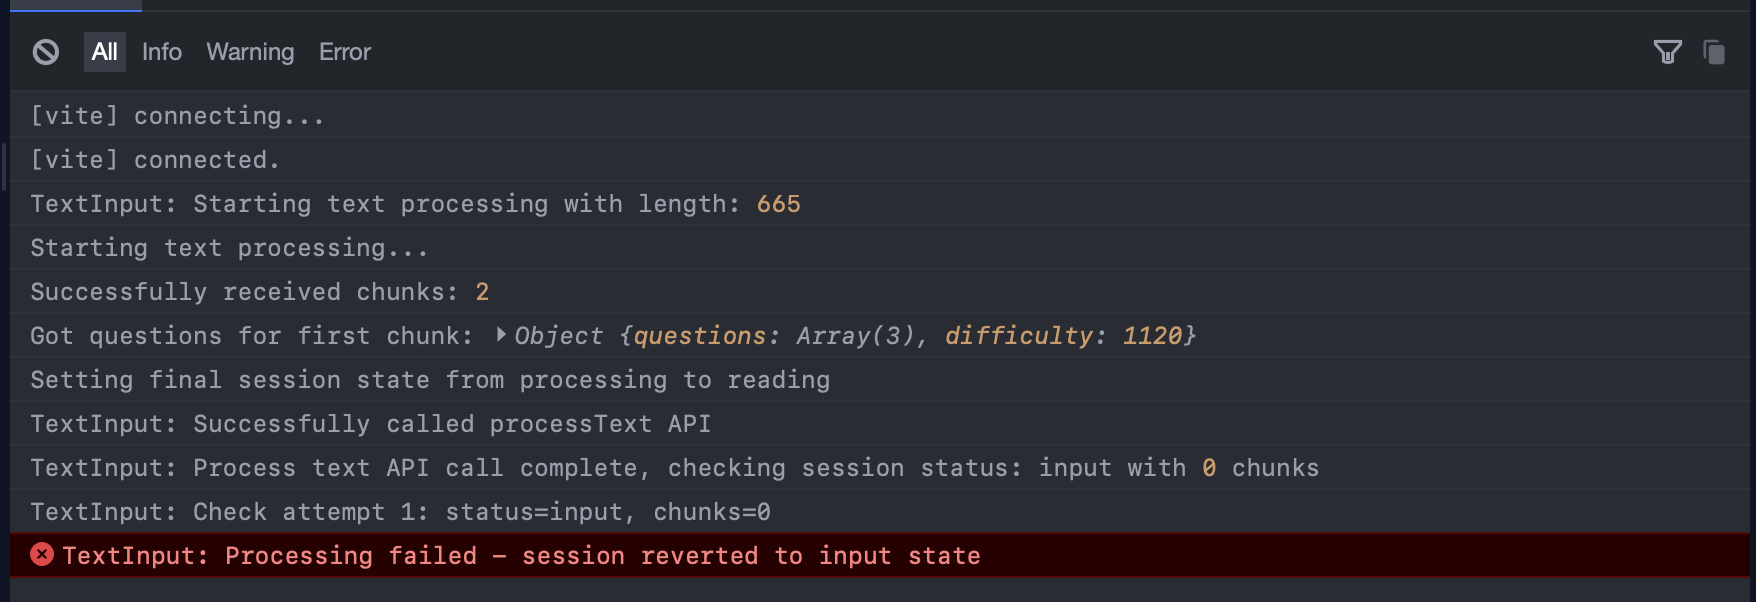 All Info Warning Error
[vite] connecting...
[vite] connected.
TextInput: Starting text processing with length: 665
Starting text processing...
Successfully received chunks: 2
Got questions for first chunk: Object {questions: Array(3), difficulty: 1120}
Setting final session state from processing to reading
TextInput: Successfully called processText API
TextInput: Process text API call complete, checking session status: input with 0 chunks
TextInput: Check attempt 1: status=input, chunks=0
TextInput: Processing failed – session reverted to input state